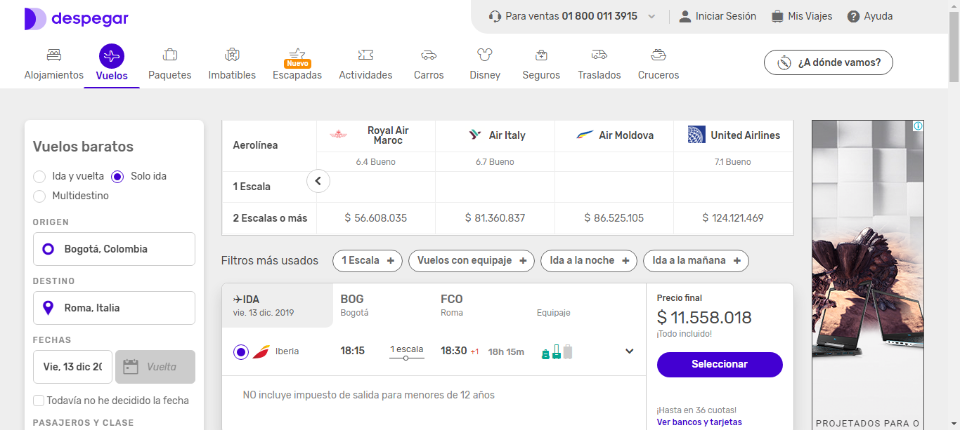 despegar
Para ventas 01 800 011 3915
Iniciar Sesión
Mis Viajes
Ayuda
Alojamientos
Vuelos
Paquetes
Imbatibles
Nuevo
Escapadas
Actividades
Carros
Disney
Seguros
Traslados
Cruceros
¿A dónde vamos?
Vuelos baratos
Ida y vuelta
Solo ida
Multidestino
ORIGEN
Bogotá, Colombia
DESTINO
Roma, Italia
FECHAS
Vie, 13 dic 20
Vuelta
Todavía no he decidido la fecha
PASAJEROS Y CLASE
Aerolínea
Royal Air Maroc
Air Italy
Air Moldova
United Airlines
6.4 Bueno
6.7 Bueno
7.1 Bueno
1 Escala
2 Escalas o más
$ 56.608.035
$ 81.360.837
$ 86.525.105
$ 124.121.469
Filtros más usados
1 Escala +
Vuelos con equipaje +
Ida a la noche +
Ida a la mañana +
IDA
vie. 13 dic. 2019
BOG
Bogotá
FCO
Roma
Equipaje
Iberia
18:15
1 escala
18:30 +1
18h 15m
NO incluye impuesto de salida para menores de 12 años
Precio final
$ 11.558.018
¡Todo incluido!
Seleccionar
¡Hasta en 36 cuotas!
Ver bancos y tarjetas
PROJETADOS PARA O